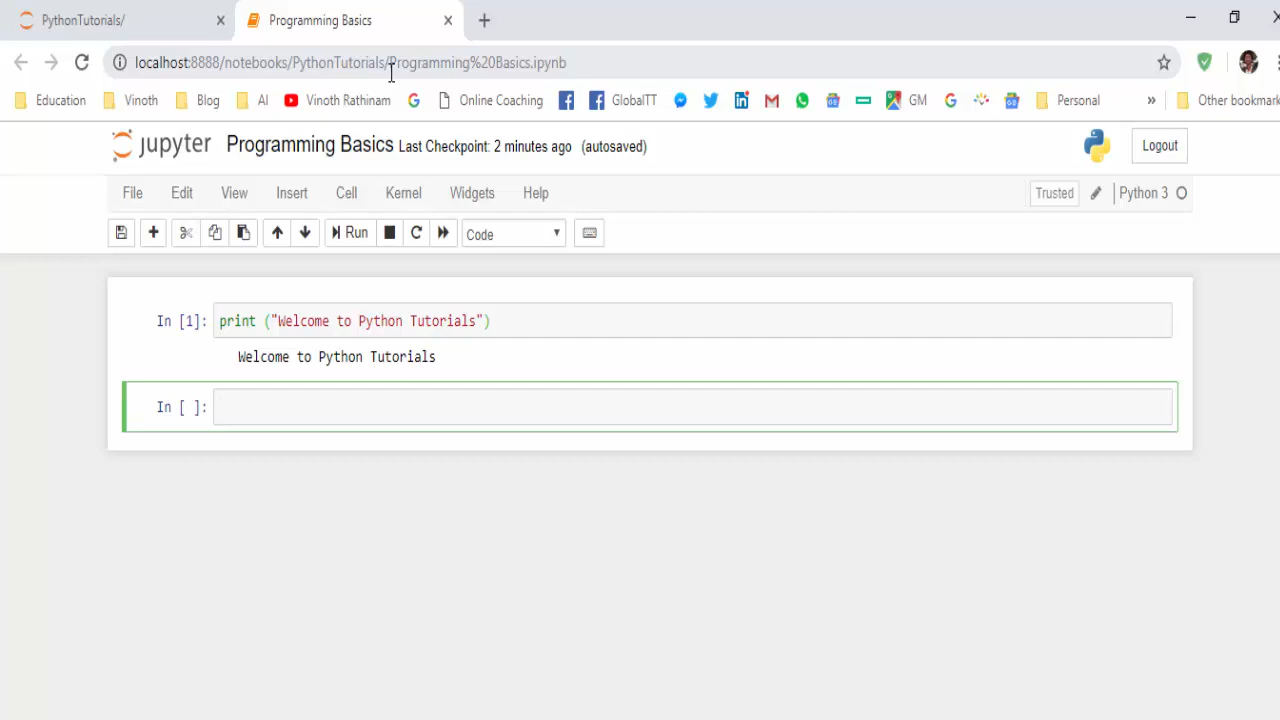 PythonTutorials/
Programming Basics
localhost:8888/notebooks/PythonTutorials/Programming%20Basics.ipynb
Education Vinoth Blog AI Vinoth Rathinam Online Coaching GlobalTT GM Personal » Other bookmark
jupyter Programming Basics Last Checkpoint: 2 minutes ago (autosaved) Logout
File Edit View Insert Cell Kernel Widgets Help Trusted Python 3
Run Code
In [1]: print ("Welcome to Python Tutorials")
Welcome to Python Tutorials
In [ ]: